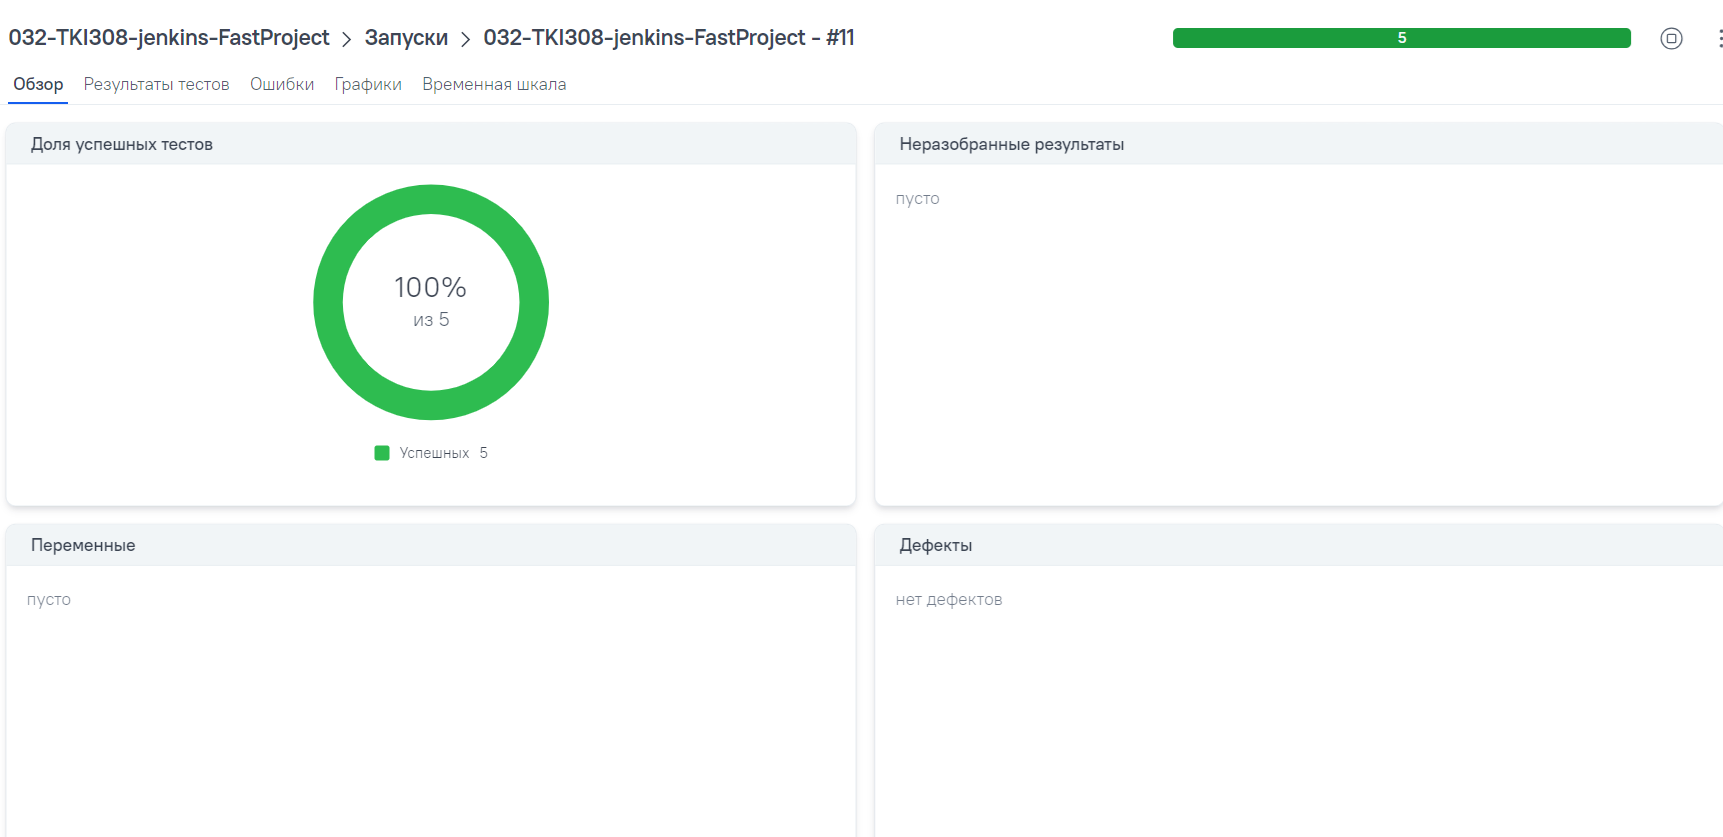 032-TKI308-jenkins-FastProject > Запуски > 032-TKI308-jenkins-FastProject - #11
5
Обзор Результаты тестов Ошибки Графики Временная шкала
Доля успешных тестов
100%
из 5
Успешных 5
Неразобранные результаты
пусто
Переменные
пусто
Дефекты
нет дефектов